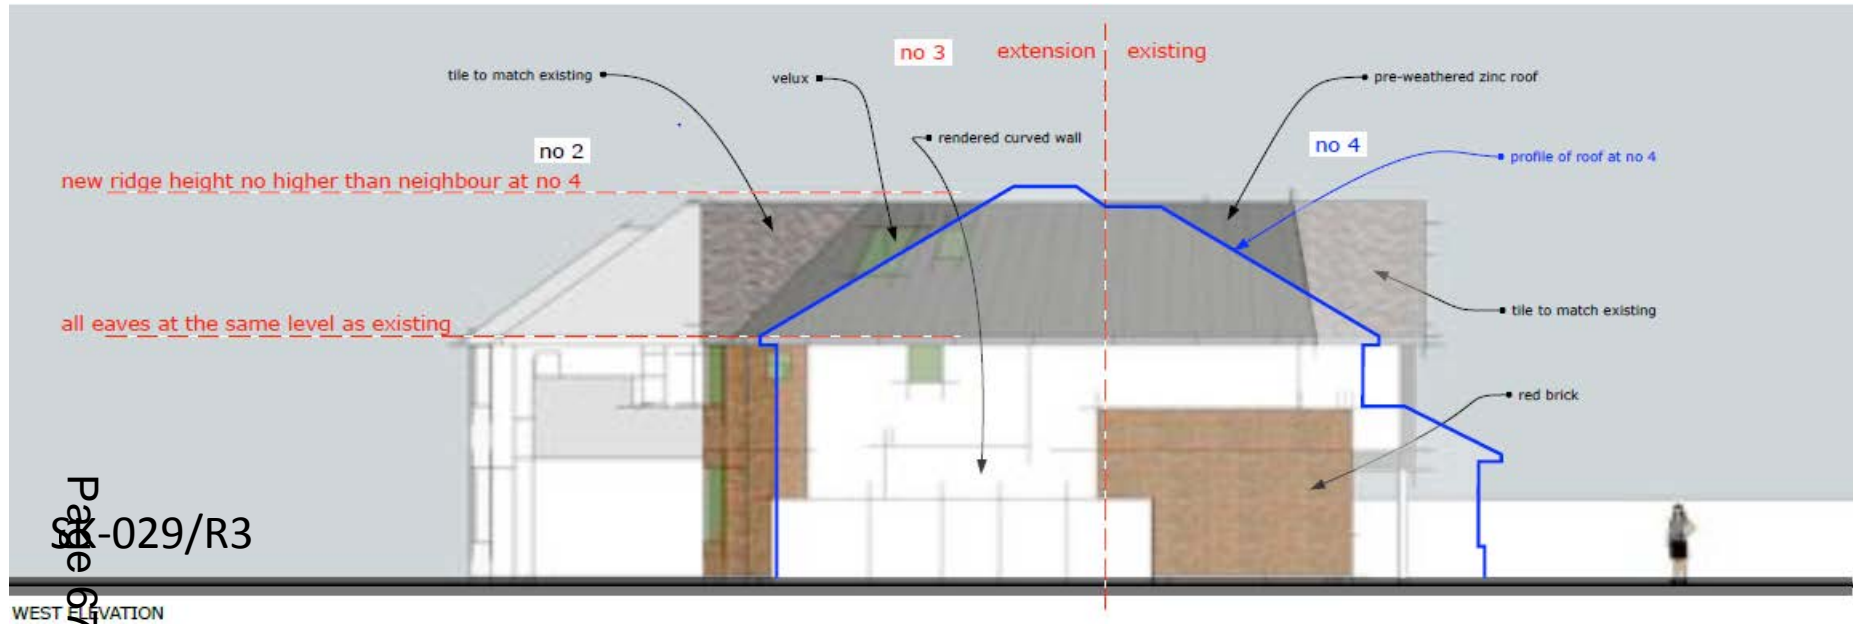 no 3 extension existing
tile to match existing
velux
pre-weathered zinc roof
rendered curved wall
no 2
no 4
profile of roof at no 4
new ridge height no higher than neighbour at no 4
all eaves at the same level as existing
tile to match existing
red brick
SK-029/R3
Page 67
WEST ELEVATION